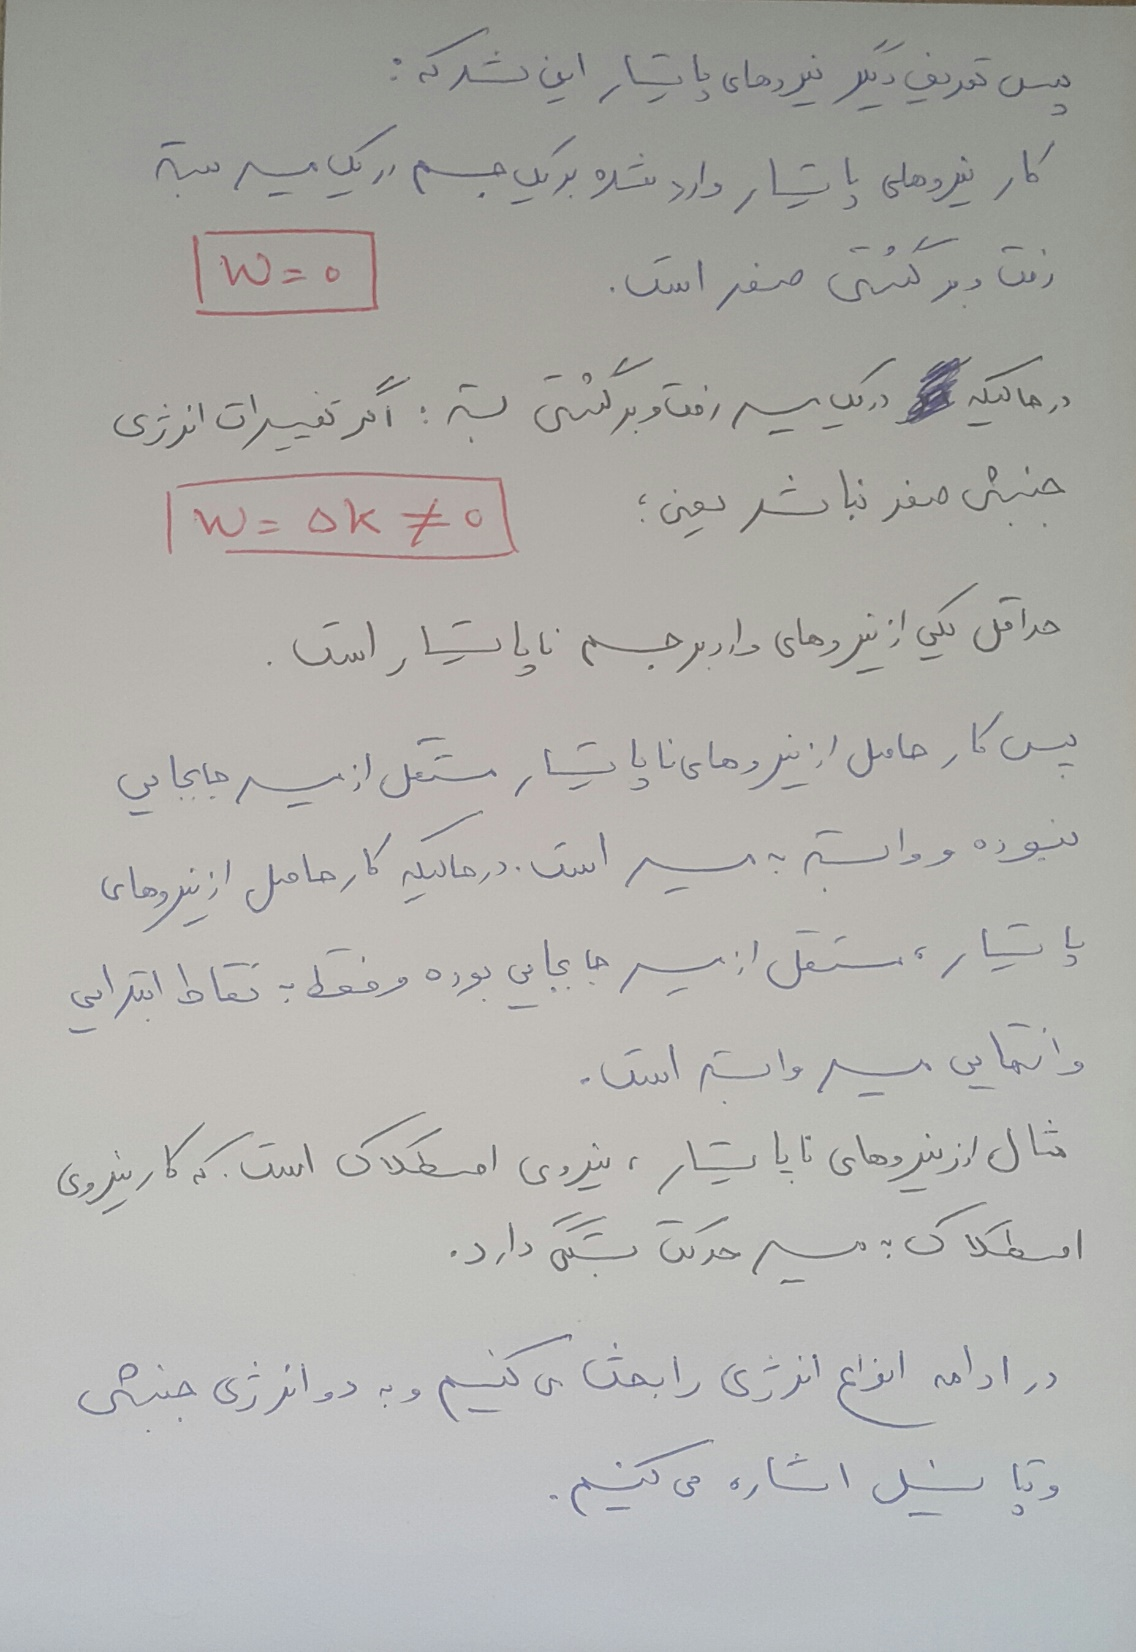 پس تعریف دیگر نیروهای پایستار این شد که :
کار نیروهای پایستار وارد شده بر یک جسم در یک مسیر بسته
رفت و برگشتی صفر است.
W = 0
درحالیکه در یک مسیر رفت و برگشتی بسته : اگر تغییرات انرژی
جنبشی صفر نباشد یعنی ؛
W = ΔK ≠ 0
حداقل یکی از نیروهای وارد بر جسم ناپایستار است .
پس کار حاصل از نیروهای ناپایستار مستقل از مسیر جابجایی
نبوده و وابسته به مسیر است . درحالیکه کار حاصل از نیروهای
پایستار ، مستقل از مسیر جابجایی بوده و فقط به نقاط ابتدایی
و انتهایی مسیر وابسته است .
مثال از نیروهای ناپایستار ، نیروی اصطکاک است . که کار نیروی
اصطکاک به مسیر حرکت بستگی دارد .
در ادامه انواع انرژی را بحث می کنیم و به دو انرژی جنبشی
و پتانسیل اشاره می کنیم .